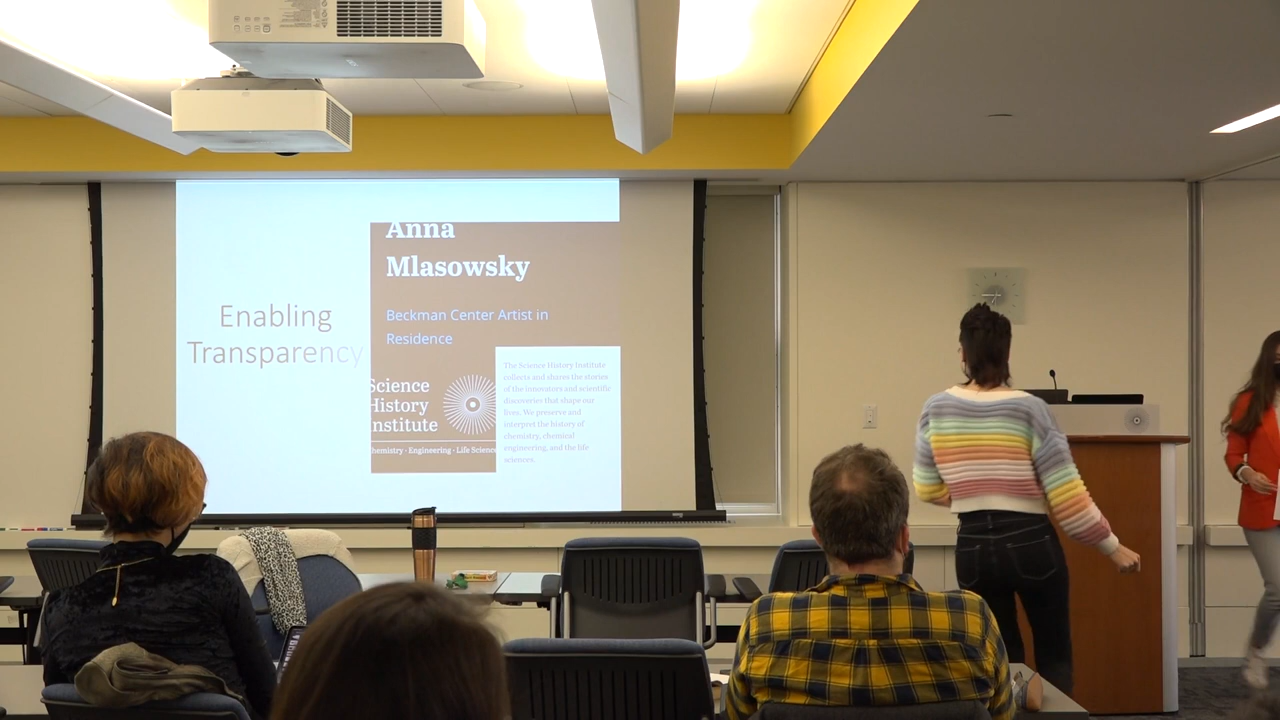 Enabling
Transparency
Anna
Mlasowsky
Beckman Center Artist in
Residence
Science
History
Institute
hemistry · Engineering · Life Science
The Science History Institute
collects and shares the stories
of the innovators and scientific
discoveries that shape our
lives. We preserve and
interpret the history of
chemistry, chemical
engineering, and the life
sciences.